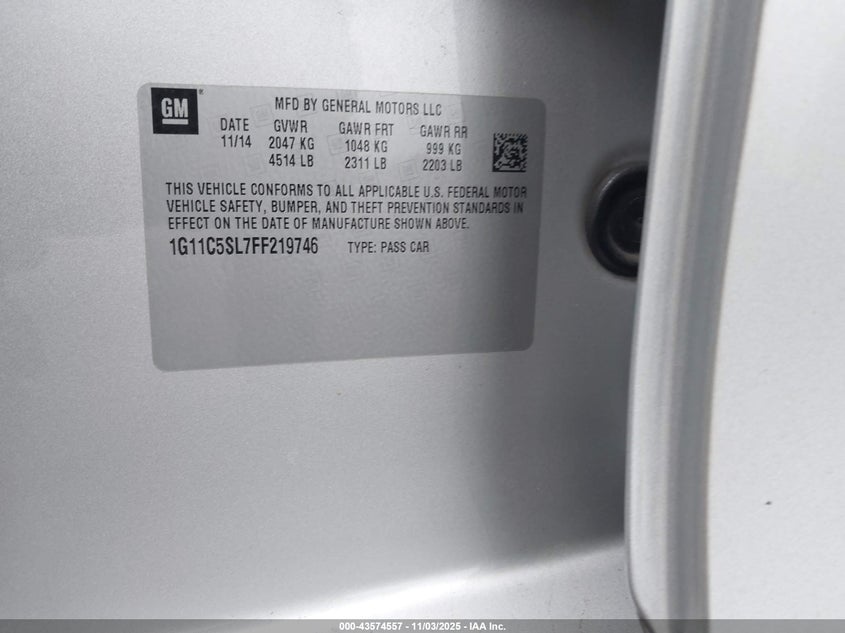 GM
MFD BY GENERAL MOTORS LLC
DATE GVWR GAWR FRT GAWR RR
11/14 2047 KG 1048 KG 999 KG
4514 LB 2311 LB 2203 LB
THIS VEHICLE CONFORMS TO ALL APPLICABLE U.S. FEDERAL MOTOR
VEHICLE SAFETY, BUMPER, AND THEFT PREVENTION STANDARDS IN
EFFECT ON THE DATE OF MANUFACTURE SHOWN ABOVE.
1G11C5SL7FF219746 TYPE: PASS CAR
000-43574557 - 11/03/2025 - IAA Inc.